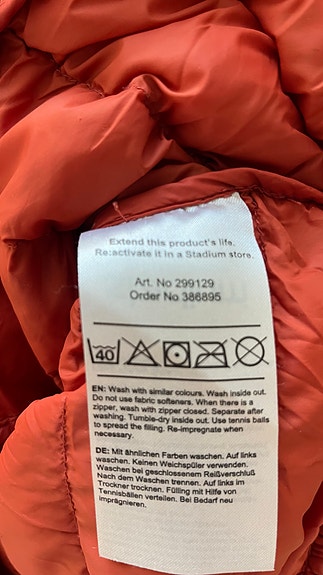 Extend this product's life.
Re:activate it in a Stadium store.
Art. No 299129
Order No 386895
40
EN: Wash with similar colours. Wash inside out.
Do not use fabric softeners. When there is a
zipper, wash with zipper closed. Separate after
washing. Tumble-dry inside out. Use tennis balls
to spread the filling. Re-impregnate when
necessary.
DE: Mit ähnlichen Farben waschen. Auf links
waschen. Keinen Weichspüler verwenden.
Waschen bei geschlossenem Reißverschluß
Nach dem Waschen trennen. Auf links im
Trockner trocknen. Fülling mit Hilfe von
Tennisbällen verteilen. Bei Bedarf neu
imprägnieren.